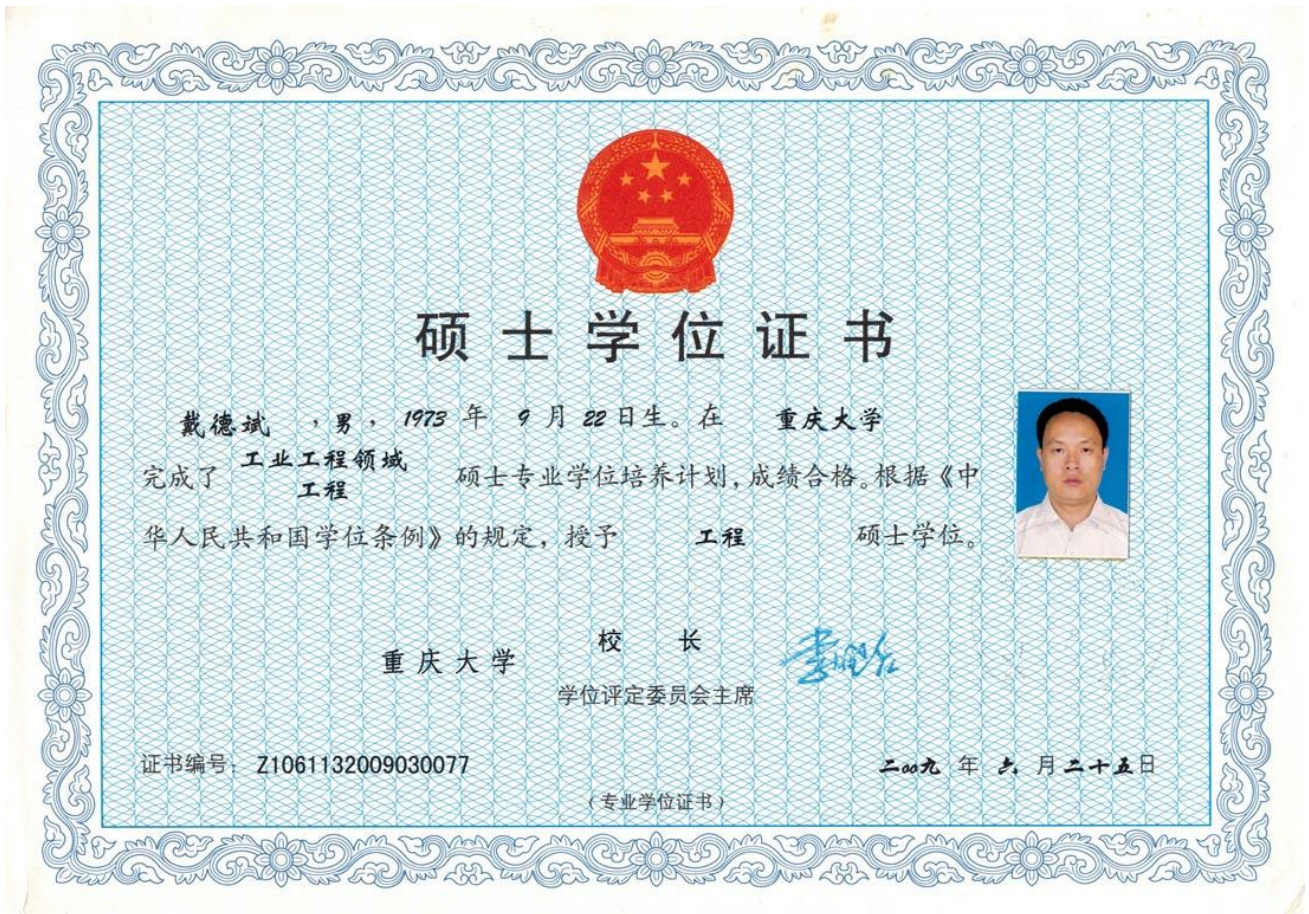 硕士学位证书
戴德斌 ，男，1973 年 9 月 22 日生。在 重庆大学
完成了 工业工程领域
工程 硕士专业学位培养计划，成绩合格。根据《中
华人民共和国学位条例》的规定，授予 工程 硕士学位。
重庆大学 校 长
学位评定委员会主席
证书编号：Z1061132009030077
二00九 年 六 月二十五日
（专业学位证书）